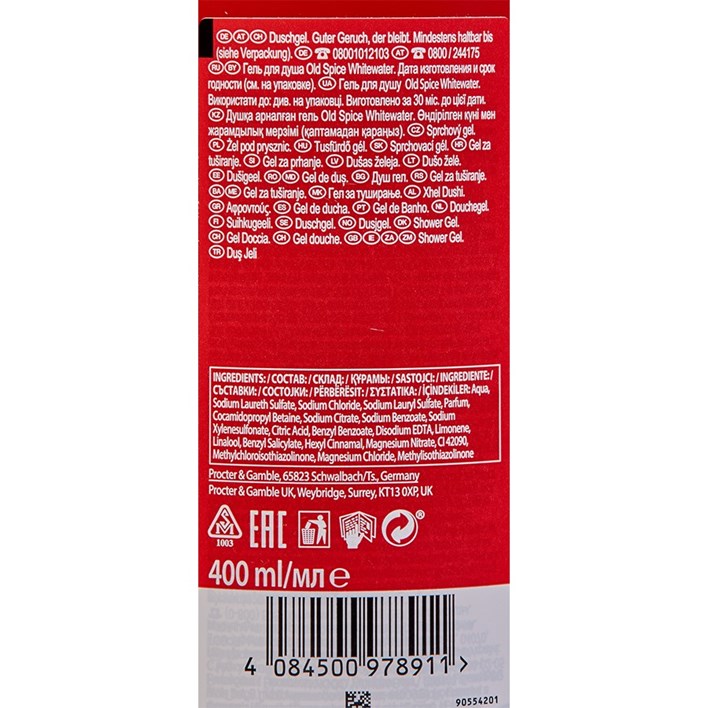 DE AT CH Duschgel. Guter Geruch, der bleibt. Mindestens haltbar bis
(siehe Verpackung). DE ☎ 08001012103 AT ☎ 0800 / 244175
RU BY Гель для душа Old Spice Whitewater. Дата изготовления и срок
годности (см. на упаковке). UA Гель для душу Old Spice Whitewater.
Використати до: див. на упаковці. Виготовлено за 30 міс. до цієї дати.
KZ Душқа арналған гель Old Spice Whitewater. Өндірілген күні мен
жарамдылық мерзімі (қаптамадан қараңыз). CZ Sprchový gel.
PL Żel pod prysznic. HU Tusfürdő gél. SK Sprchovací gél. HR Gel za
tuširanje. SI Gel za prhanje. LV Dušas želeja. LT Dušo želė.
EE Dušigeel. RO MD Gel de duş. BG Душ гел. RS Gel za tuširanje.
BA ME Gel za tuširanje. MK Гел за туширање. AL Xhel Dushi.
GR Αφροντούς. ES Gel de ducha. PT Gel de Banho. NL Douchegel.
FI Suihkugeeli. SE Duschgel. NO Dusjgel. DK Shower Gel.
CH Gel Doccia. CH Gel douche. GB IE ZA ZM Shower Gel.
TR Duş Jeli
INGREDIENTS: / СОСТАВ: / СКЛАД: / ҚҰРАМЫ: / SASTOJCI: / INGREDIENTE: /
СЪСТАВКИ: / СОСТОЈКИ: / PËRBËRËSIT: / ΣΥΣΤΑΤΙΚΑ: / İÇİNDEKİLER: Aqua,
Sodium Laureth Sulfate, Sodium Chloride, Sodium Lauryl Sulfate, Parfum,
Cocamidopropyl Betaine, Sodium Citrate, Sodium Benzoate, Sodium
Xylenesulfonate, Citric Acid, Benzyl Benzoate, Disodium EDTA, Limonene,
Linalool, Benzyl Salicylate, Hexyl Cinnamal, Magnesium Nitrate, CI 42090,
Methylchloroisothiazolinone, Magnesium Chloride, Methylisothiazolinone
Procter & Gamble, 65823 Schwalbach/Ts., Germany
Procter & Gamble UK, Weybridge, Surrey, KT13 0XP, UK
1003 EAC ®
400 ml/мл e
4 084500 978911 >
90554201